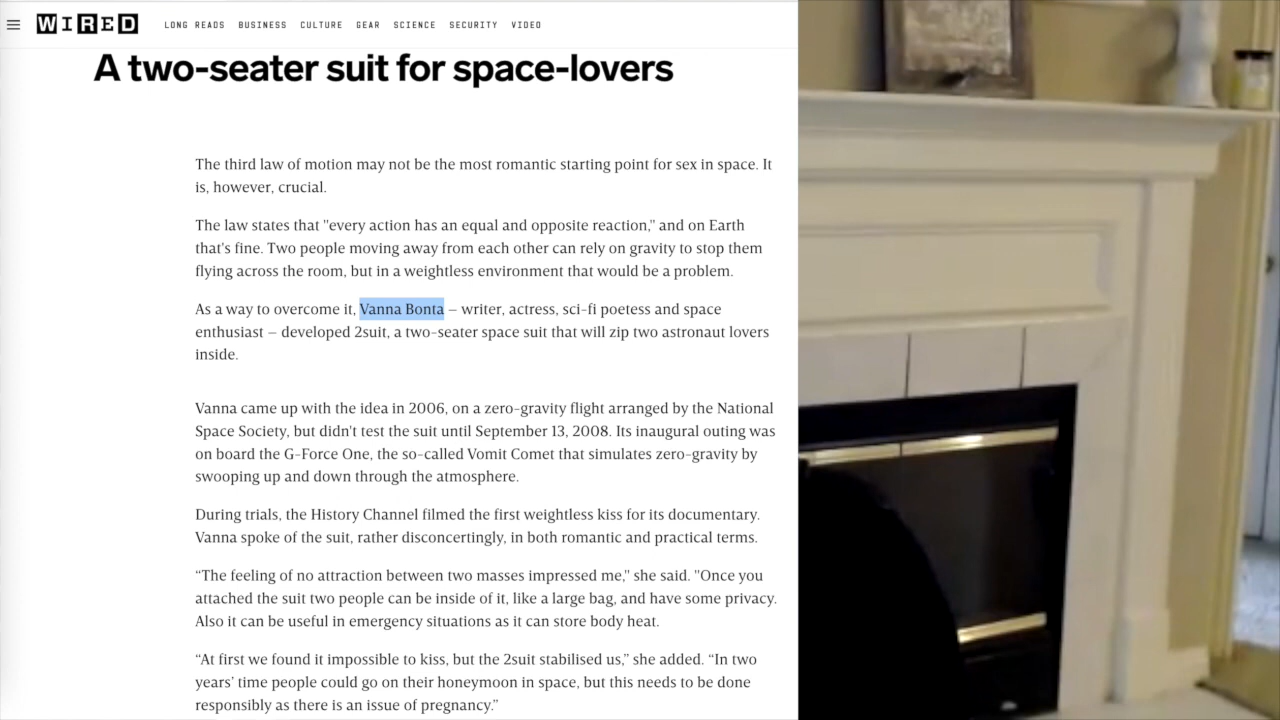 WIRED
LONG READS BUSINESS CULTURE GEAR SCIENCE SECURITY VIDEO
A two-seater suit for space-lovers
The third law of motion may not be the most romantic starting point for sex in space. It
is, however, crucial.
The law states that "every action has an equal and opposite reaction," and on Earth
that's fine. Two people moving away from each other can rely on gravity to stop them
flying across the room, but in a weightless environment that would be a problem.
As a way to overcome it, Vanna Bonta – writer, actress, sci-fi poetess and space
enthusiast – developed 2suit, a two-seater space suit that will zip two astronaut lovers
inside.
Vanna came up with the idea in 2006, on a zero-gravity flight arranged by the National
Space Society, but didn't test the suit until September 13, 2008. Its inaugural outing was
on board the G-Force One, the so-called Vomit Comet that simulates zero-gravity by
swooping up and down through the atmosphere.
During trials, the History Channel filmed the first weightless kiss for its documentary.
Vanna spoke of the suit, rather disconcertingly, in both romantic and practical terms.
“The feeling of no attraction between two masses impressed me," she said. "Once you
attached the suit two people can be inside of it, like a large bag, and have some privacy.
Also it can be useful in emergency situations as it can store body heat.
“At first we found it impossible to kiss, but the 2suit stabilised us,” she added. “In two
years’ time people could go on their honeymoon in space, but this needs to be done
responsibly as there is an issue of pregnancy.”